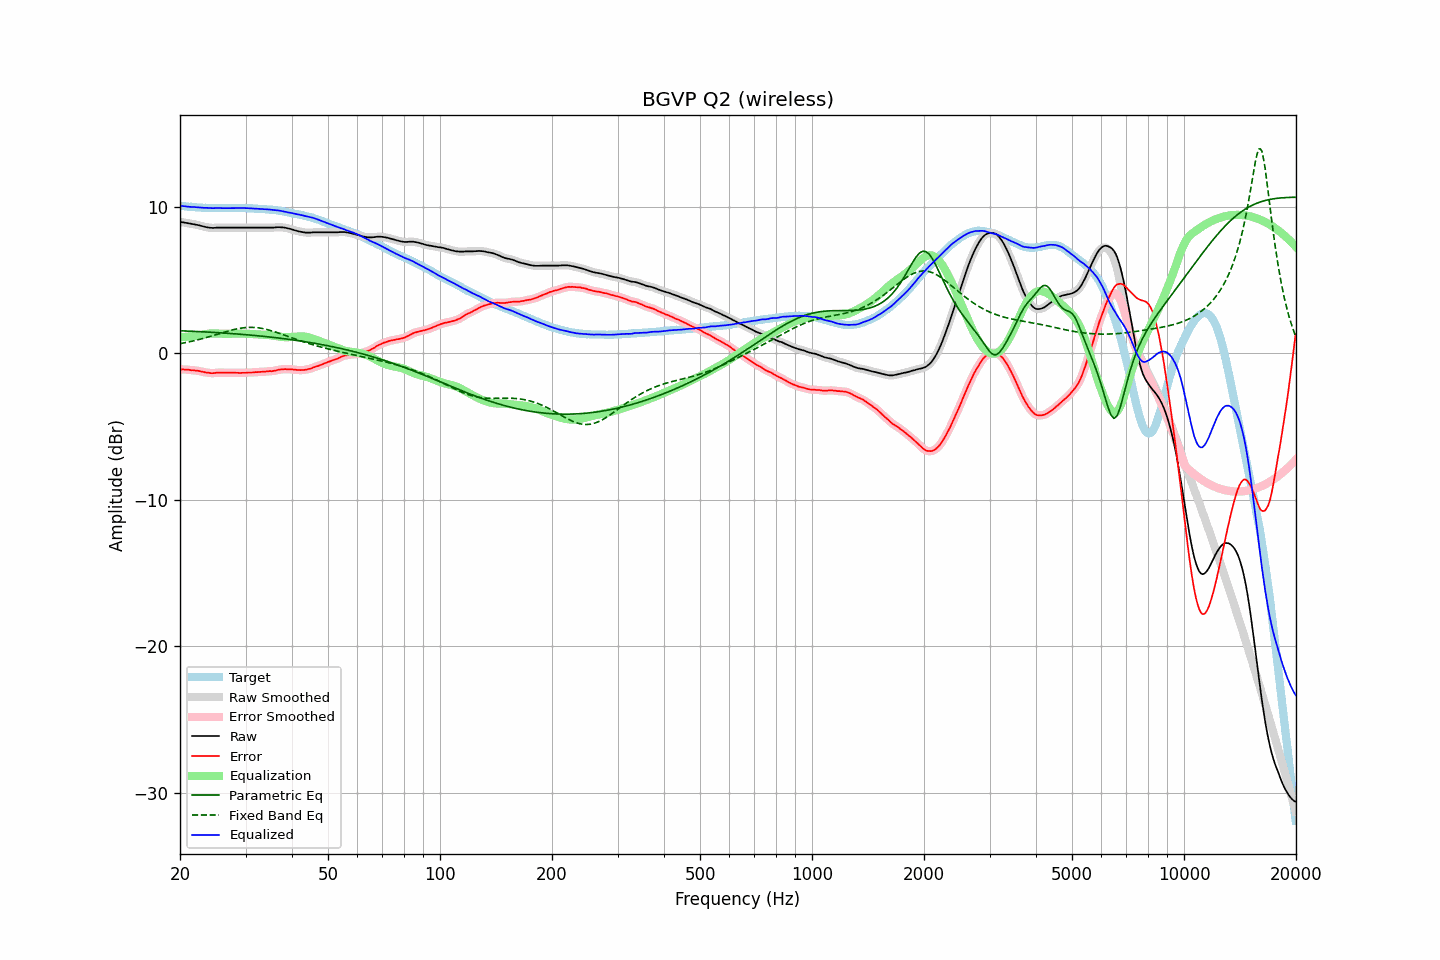 BGVP Q2 (wireless)
Amplitude (dBr)
10
0
−10
−20
−30
Target
Raw Smoothed
Error Smoothed
Raw
Error
Equalization
Parametric Eq
Fixed Band Eq
Equalized
20 50 100 200 500 1000 2000 5000 10000 20000
Frequency (Hz)